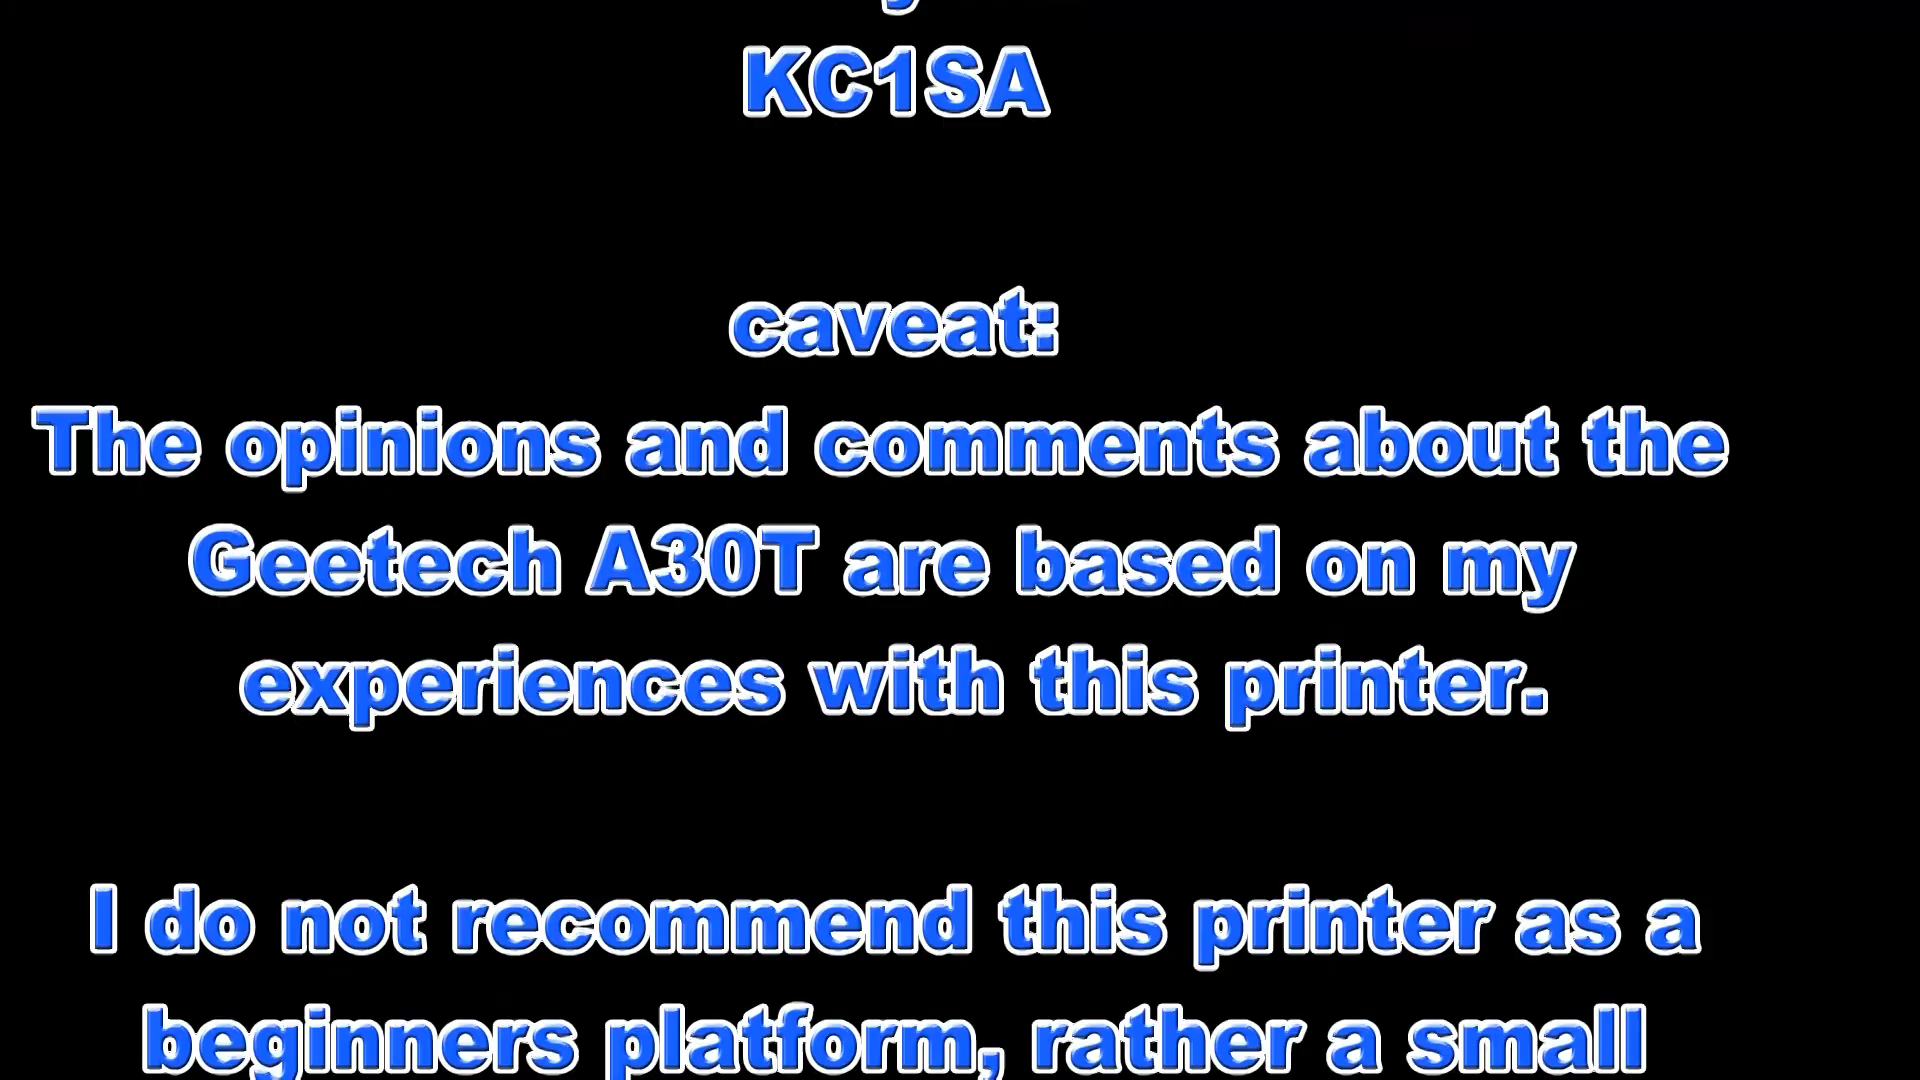 KC1SA
caveat:
The opinions and comments about the
Geetech A30T are based on my
experiences with this printer.
I do not recommend this printer as a
beginners platform, rather a small